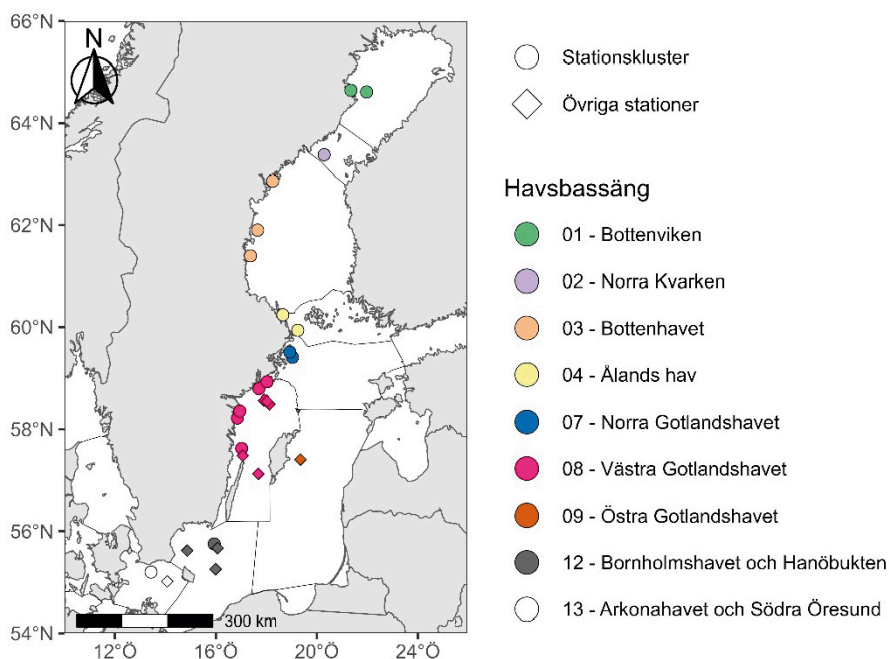 66°N
64°N
62°N
60°N
58°N
56°N
54°N
N
300 km
12°Ö
16°Ö
20°Ö
24°Ö
Stationskluster
Övriga stationer
Havsbassäng
01 - Bottenviken
02 - Norra Kvarken
03 - Bottenhavet
04 - Ålands hav
07 - Norra Gotlandshavet
08 - Västra Gotlandshavet
09 - Östra Gotlandshavet
12 - Bornholmshavet och Hanöbukten
13 - Arkonahavet och Södra Öresund